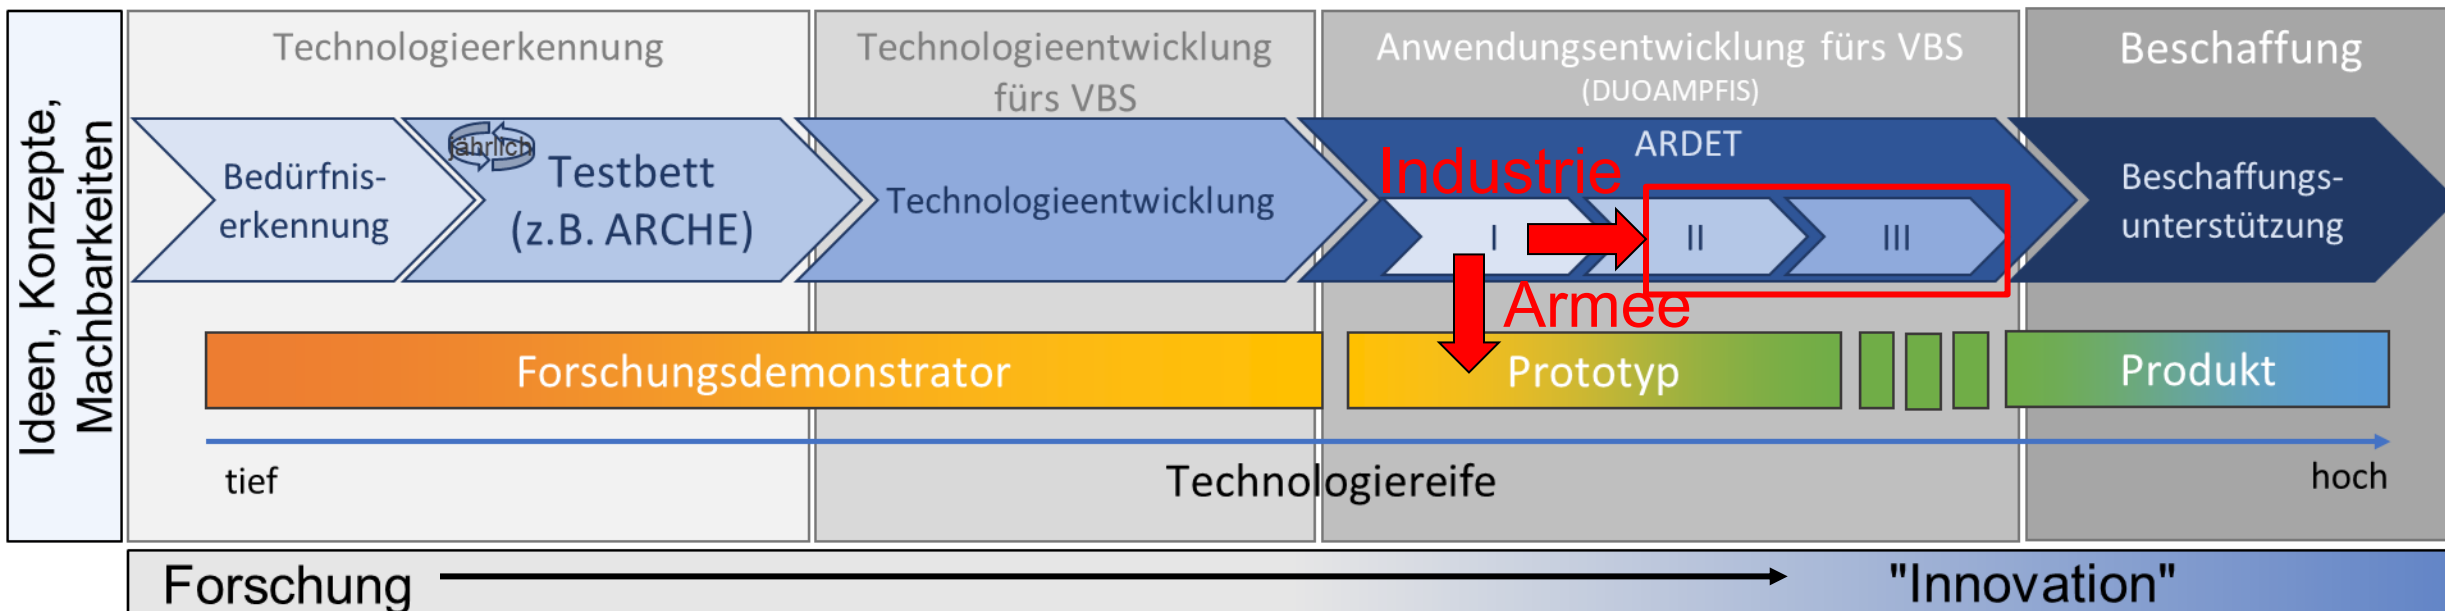 Ideen, Konzepte,
Machbarkeiten
Technologieerkennung
Technologieentwicklung
fürs VBS
Anwendungsentwicklung fürs VBS
(DUOAMPFIS)
Beschaffung
Bedürfnis-
erkennung
jährlich
Testbett
(z.B. ARCHE)
Technologieentwicklung
ARDET
Industrie
I
II
III
Armee
Beschaffungs-
unterstützung
Forschungsdemonstrator
Prototyp
Produkt
tief
Technologiereife
hoch
Forschung
"Innovation"